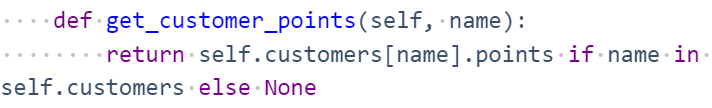 def get_customer_points(self, name):
        return self.customers[name].points if name in
self.customers else None